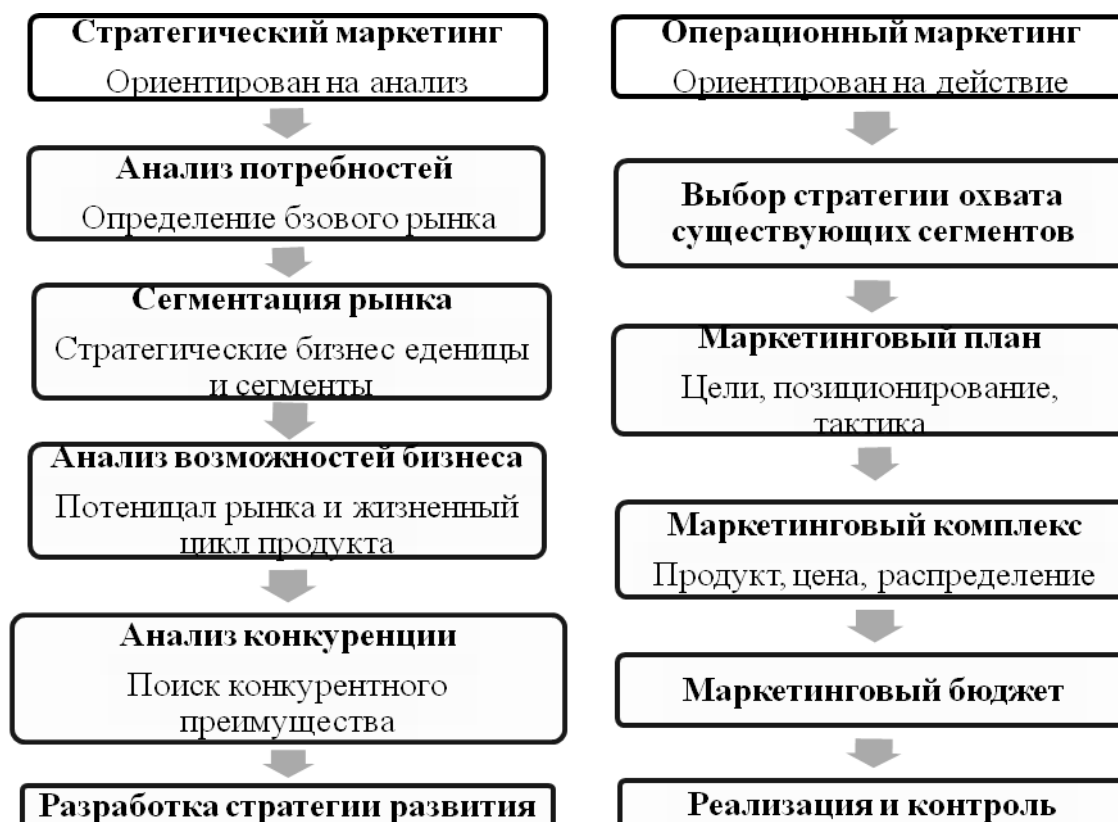 Стратегический маркетинг
Ориентирован на анализ
Анализ потребностей
Определение бзового рынка
Сегментация рынка
Стратегические бизнес еденицы
и сегменты
Анализ возможностей бизнеса
Потеницал рынка и жизненный
цикл продукта
Анализ конкуренции
Поиск конкурентного
преимущества
Разработка стратегии развития
Операционный маркетинг
Ориентирован на действие
Выбор стратегии охвата
существующих сегментов
Маркетинговый план
Цели, позиционирование,
тактика
Маркетинговый комплекс
Продукт, цена, распределение
Маркетинговый бюджет
Реализация и контроль